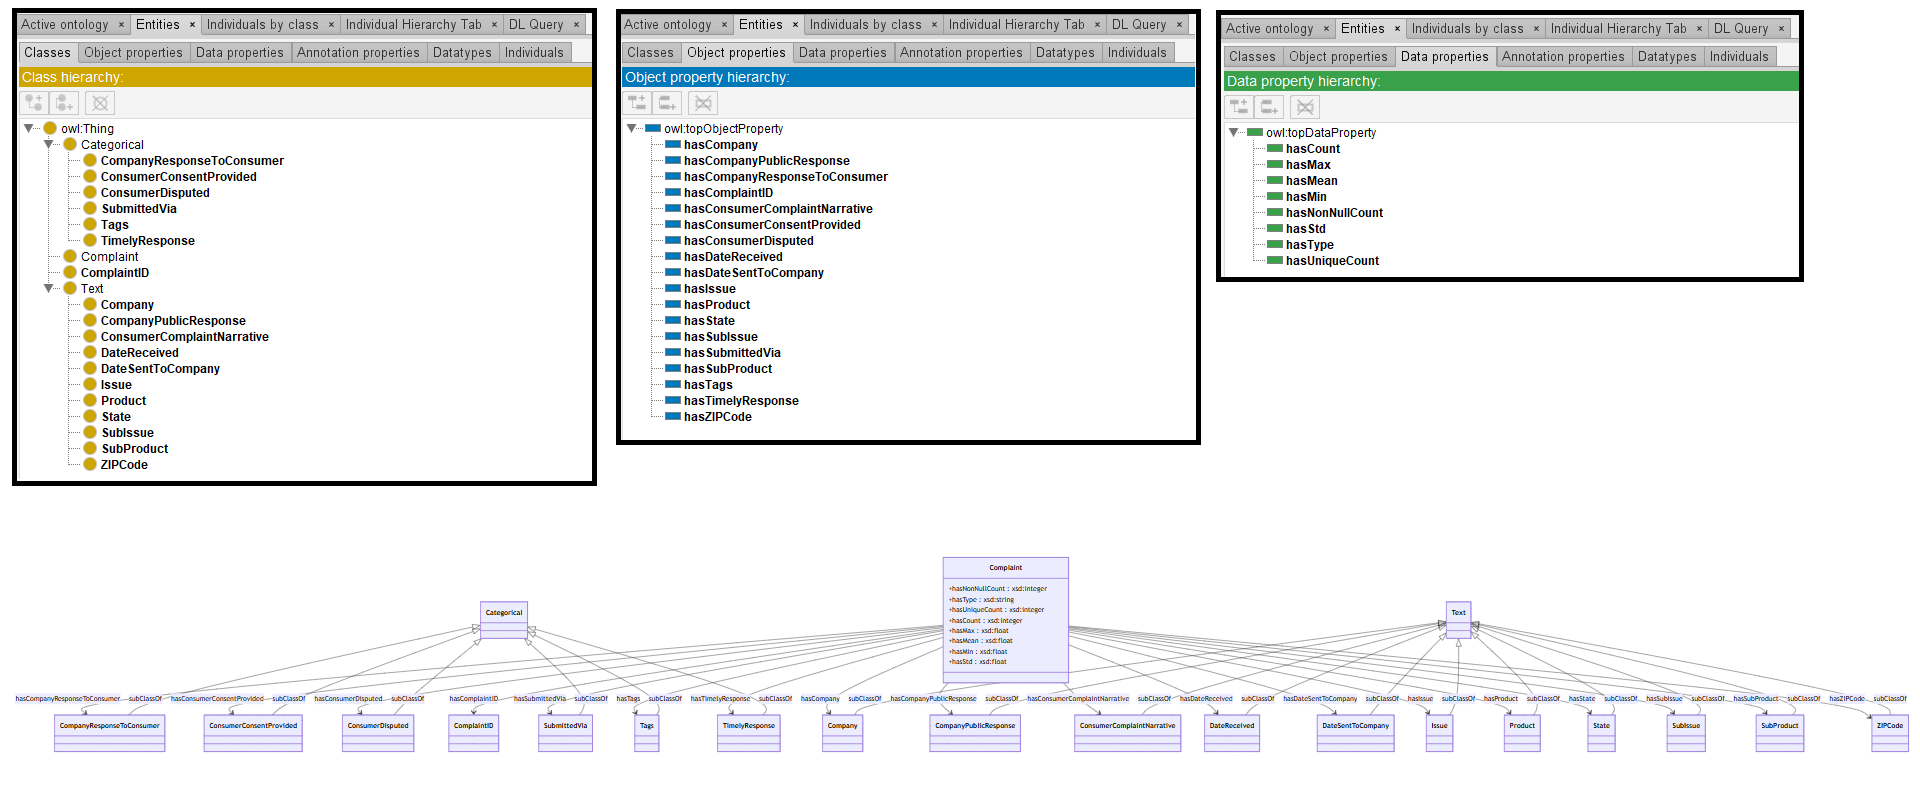 Active ontology × Entities × Individuals by class × Individual Hierarchy Tab × DL Query ×
Classes Object properties Data properties Annotation properties Datatypes Individuals
Class hierarchy:
owl:Thing
Categorical
CompanyResponseToConsumer
ConsumerConsentProvided
ConsumerDisputed
SubmittedVia
Tags
TimelyResponse
Complaint
ComplaintID
Text
Company
CompanyPublicResponse
ConsumerComplaintNarrative
DateReceived
DateSentToCompany
Issue
Product
State
SubIssue
SubProduct
ZIPCode
Active ontology × Entities × Individuals by class × Individual Hierarchy Tab × DL Query ×
Classes Object properties Data properties Annotation properties Datatypes Individuals
Object property hierarchy:
owl:topObjectProperty
hasCompany
hasCompanyPublicResponse
hasCompanyResponseToConsumer
hasComplaintID
hasConsumerComplaintNarrative
hasConsumerConsentProvided
hasConsumerDisputed
hasDateReceived
hasDateSentToCompany
hasIssue
hasProduct
hasState
hasSubIssue
hasSubmittedVia
hasSubProduct
hasTags
hasTimelyResponse
hasZIPCode
Active ontology × Entities × Individuals by class × Individual Hierarchy Tab × DL Query ×
Classes Object properties Data properties Annotation properties Datatypes Individuals
Data property hierarchy:
owl:topDataProperty
hasCount
hasMax
hasMean
hasMin
hasNonNullCount
hasStd
hasType
hasUniqueCount
Complaint
+hasNonNullCount : xsd:integer
+hasType : xsd:string
+hasUniqueCount : xsd:integer
+hasCount : xsd:integer
+hasMax : xsd:float
+hasMean : xsd:float
+hasMin : xsd:float
+hasStd : xsd:float
Categorical
Text
hasCompanyResponseToConsumer subClassOf hasConsumerConsentProvided subClassOf hasConsumerDisputed subClassOf hasComplaintID hasSubmittedVia subClassOf hasTags subClassOf hasTimelyResponse subClassOf hasCompany subClassOf hasCompanyPublicResponse subClassOf hasConsumerComplaintNarrative subClassOf hasDateReceived subClassOf hasDateSentToCompany subClassOf hasIssue subClassOf hasProduct subClassOf hasState subClassOf hasSubIssue subClassOf hasSubProduct subClassOf hasZIPCode subClassOf
CompanyResponseToConsumer ConsumerConsentProvided ConsumerDisputed ComplaintID SubmittedVia Tags TimelyResponse Company CompanyPublicResponse ConsumerComplaintNarrative DateReceived DateSentToCompany Issue Product State SubIssue SubProduct ZIPCode